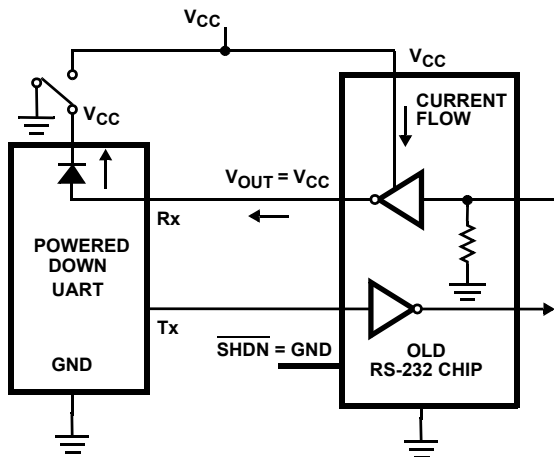 VCC
VCC
CURRENT
FLOW
VCC
VOUT = VCC
Rx
POWERED
DOWN
UART
Tx
SHDN = GND
OLD
RS-232 CHIP
GND